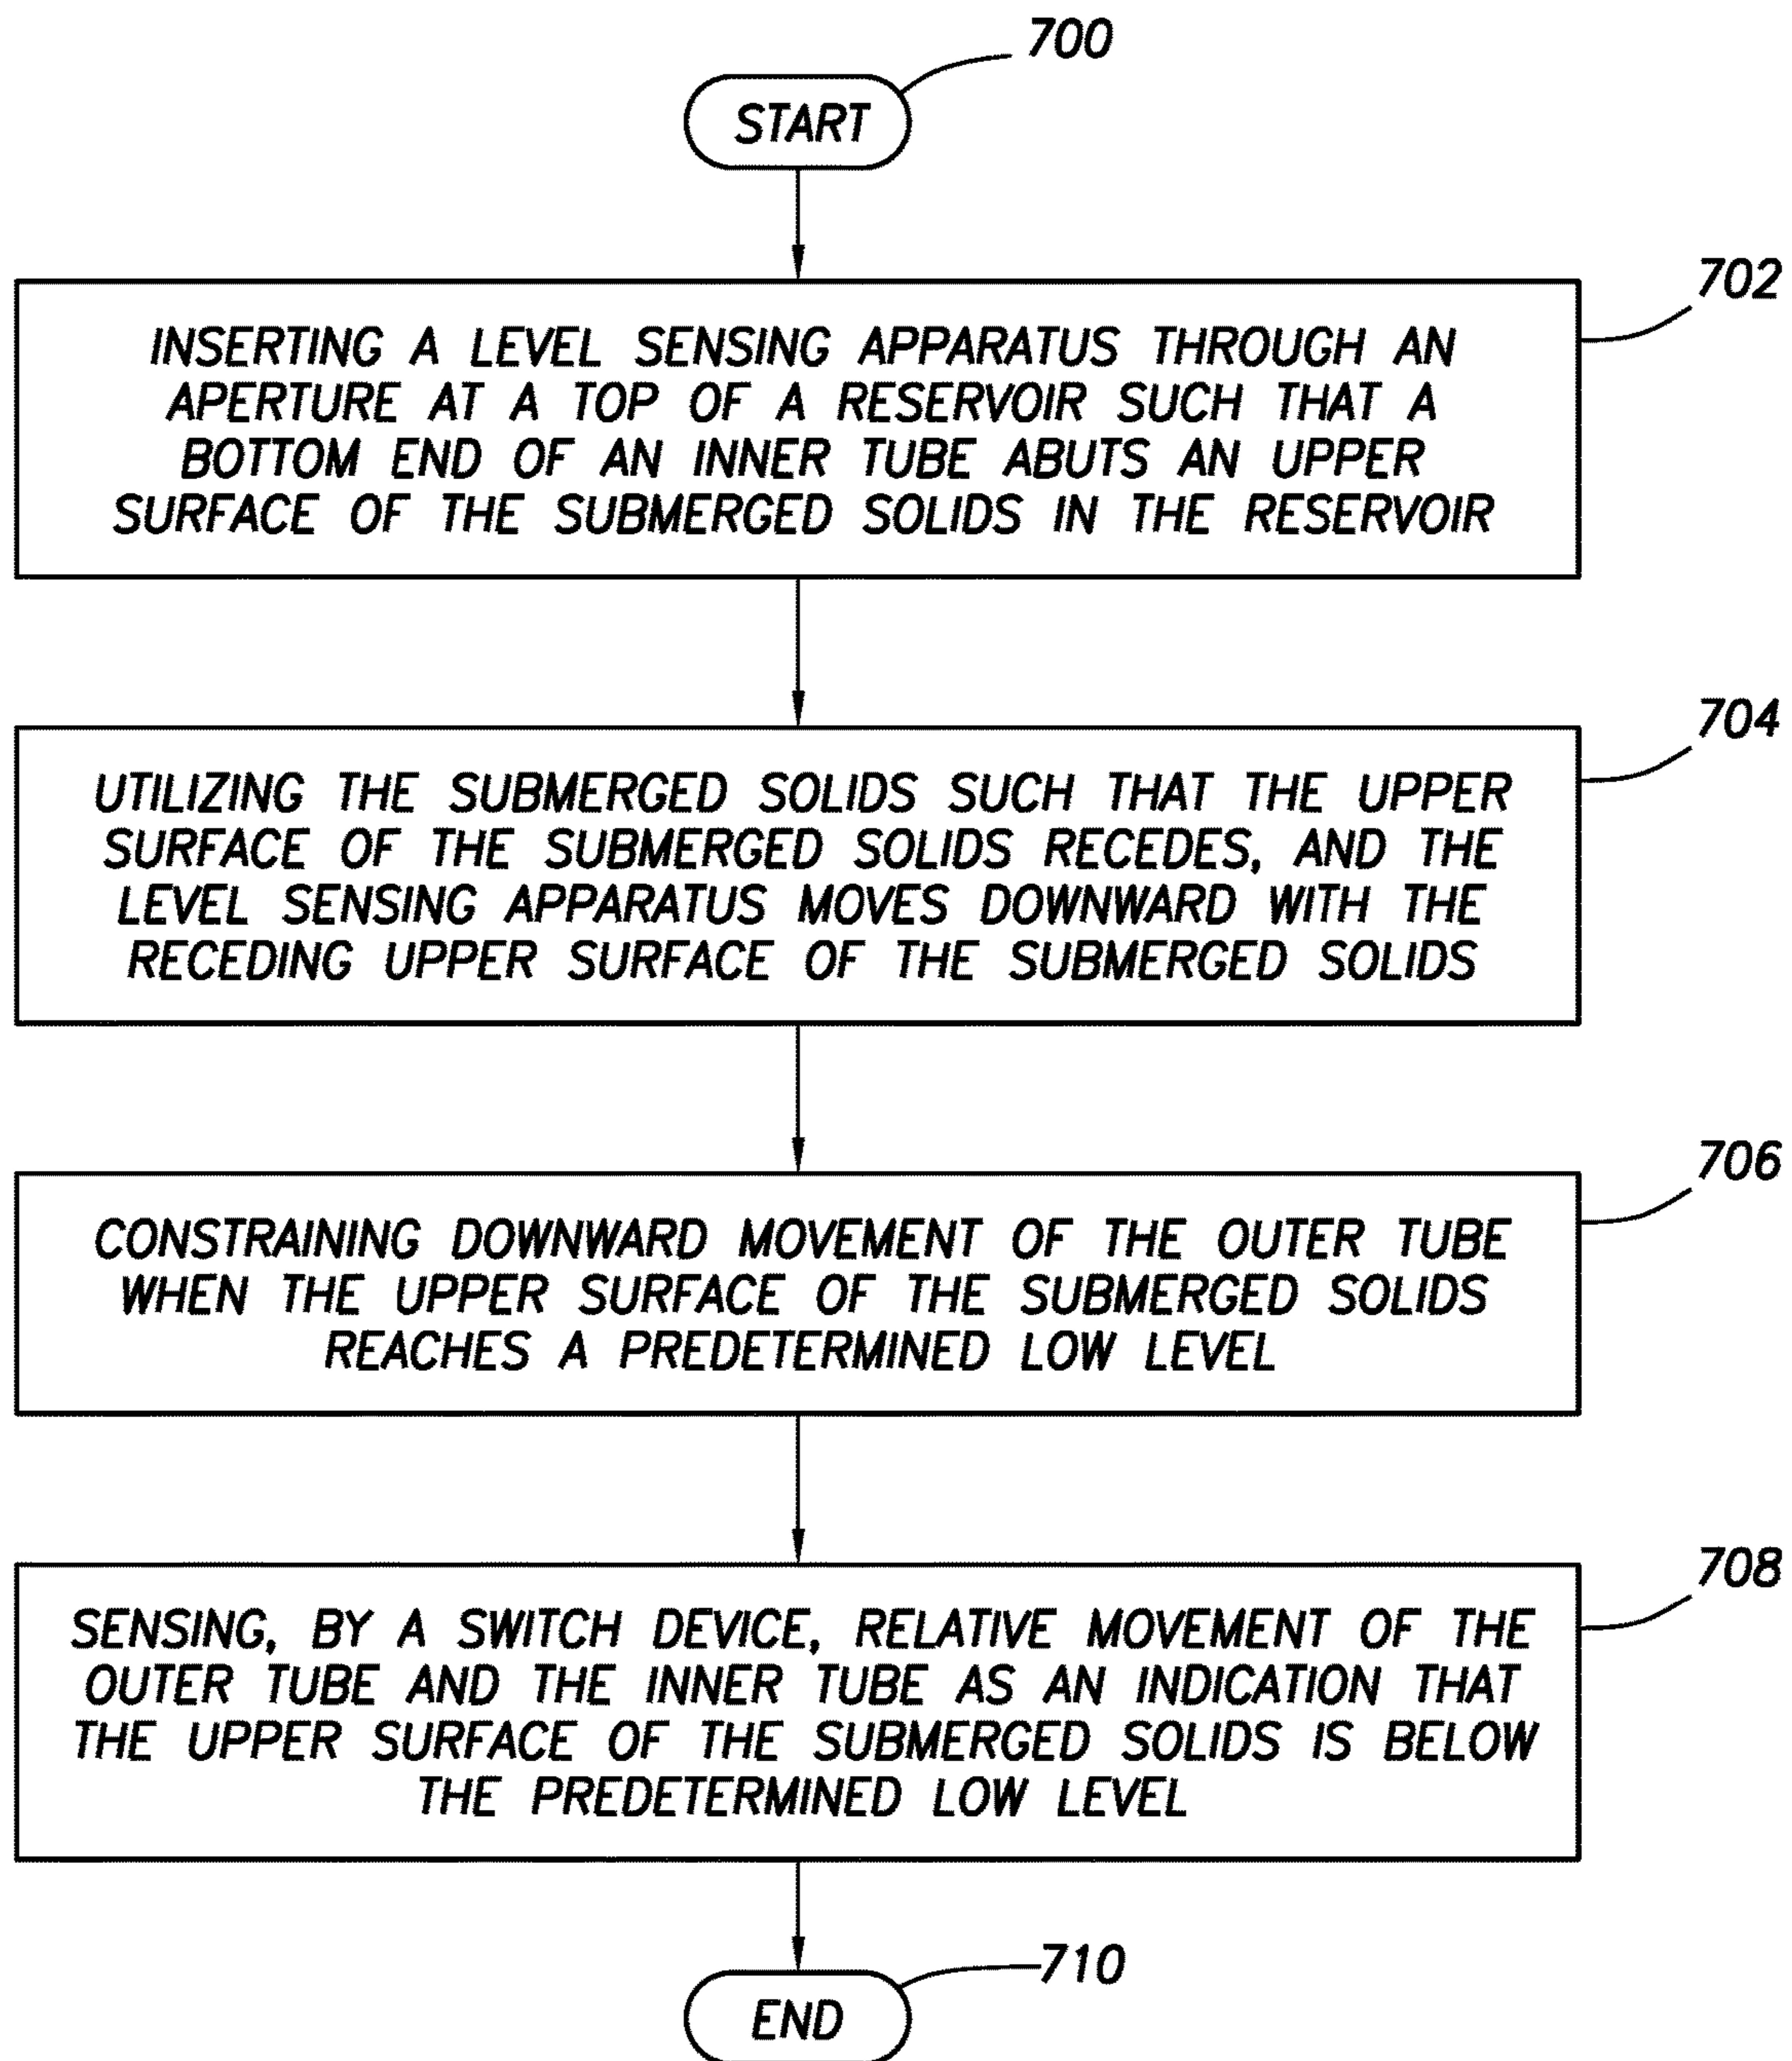 700
START
702
INSERTING A LEVEL SENSING APPARATUS THROUGH AN
APERTURE AT A TOP OF A RESERVOIR SUCH THAT A
BOTTOM END OF AN INNER TUBE ABUTS AN UPPER
SURFACE OF THE SUBMERGED SOLIDS IN THE RESERVOIR
704
UTILIZING THE SUBMERGED SOLIDS SUCH THAT THE UPPER
SURFACE OF THE SUBMERGED SOLIDS RECEDES, AND THE
LEVEL SENSING APPARATUS MOVES DOWNWARD WITH THE
RECEDING UPPER SURFACE OF THE SUBMERGED SOLIDS
706
CONSTRAINING DOWNWARD MOVEMENT OF THE OUTER TUBE
WHEN THE UPPER SURFACE OF THE SUBMERGED SOLIDS
REACHES A PREDETERMINED LOW LEVEL
708
SENSING, BY A SWITCH DEVICE, RELATIVE MOVEMENT OF THE
OUTER TUBE AND THE INNER TUBE AS AN INDICATION THAT
THE UPPER SURFACE OF THE SUBMERGED SOLIDS IS BELOW
THE PREDETERMINED LOW LEVEL
710
END